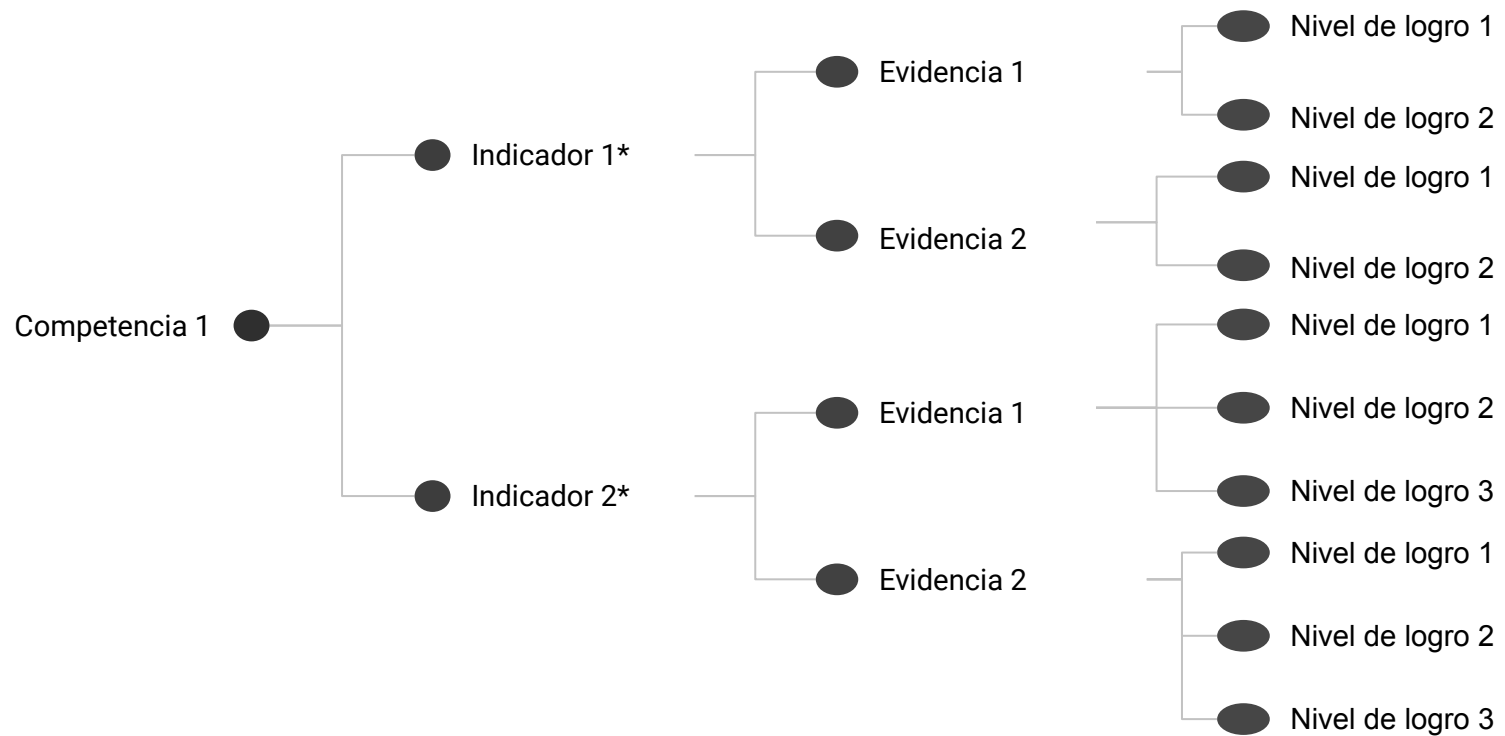 Competencia 1
Indicador 1*
Evidencia 1
Nivel de logro 1
Nivel de logro 2
Evidencia 2
Nivel de logro 1
Nivel de logro 2
Indicador 2*
Evidencia 1
Nivel de logro 1
Nivel de logro 2
Nivel de logro 3
Evidencia 2
Nivel de logro 1
Nivel de logro 2
Nivel de logro 3